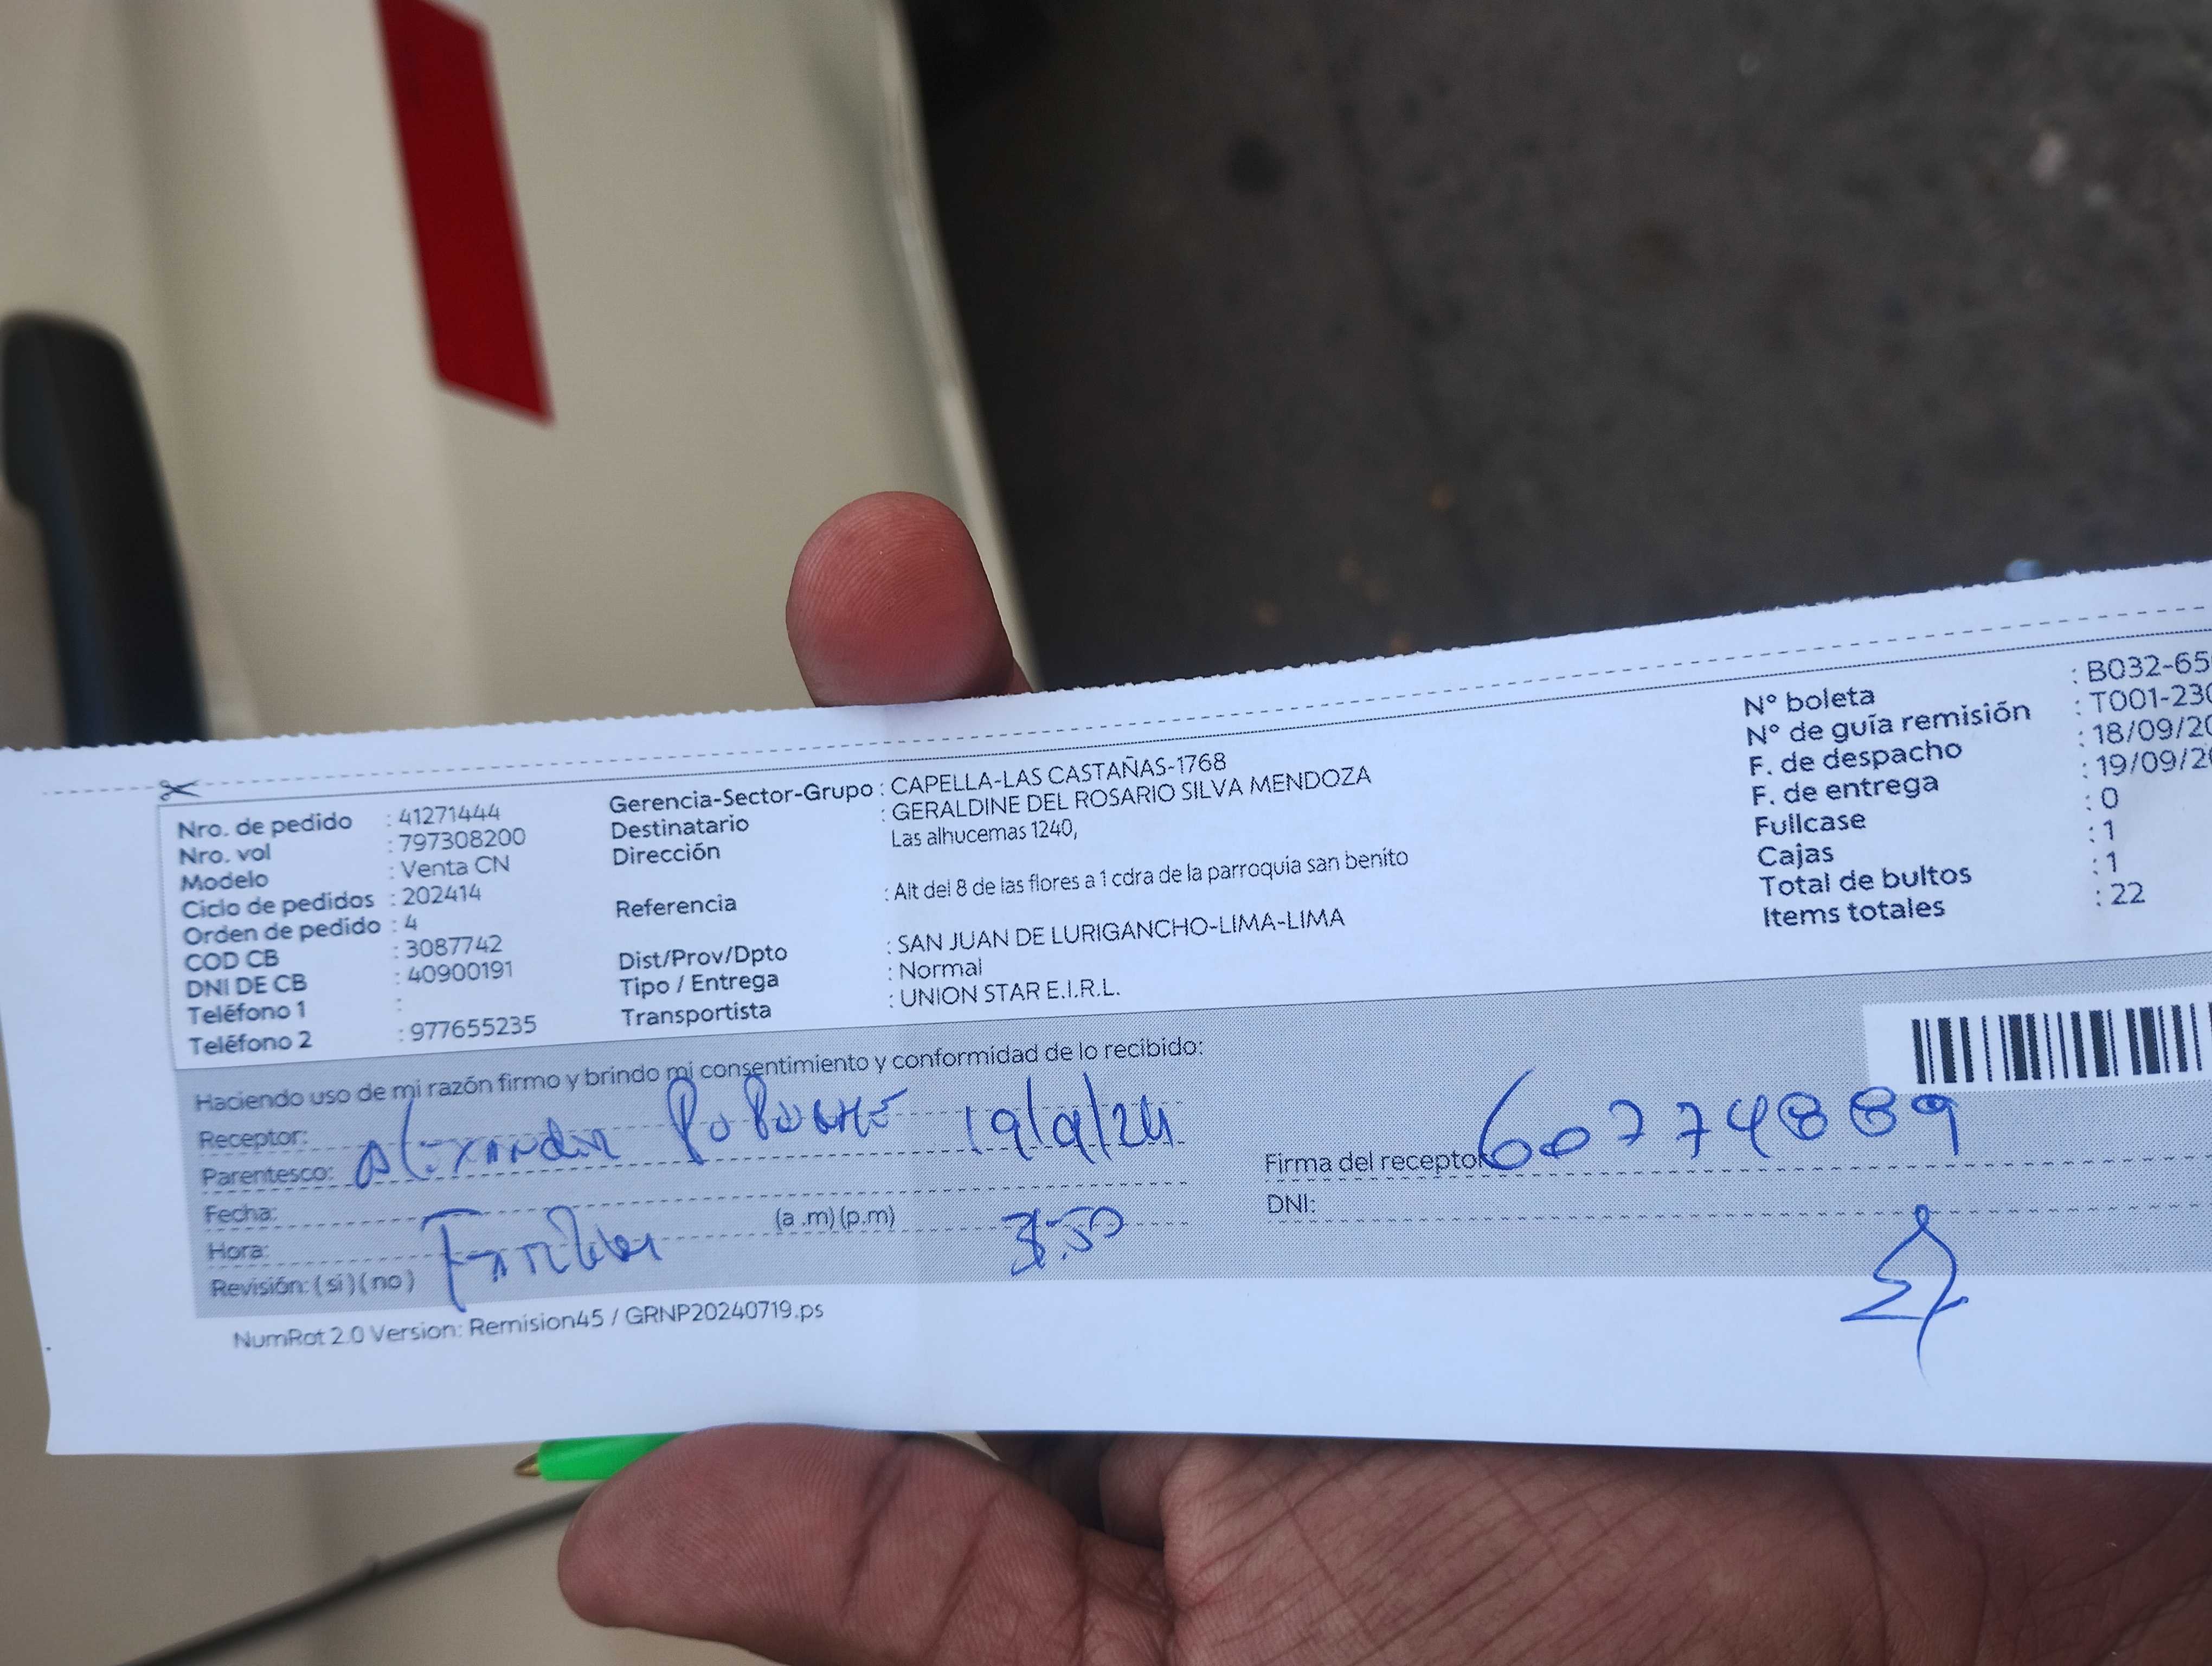 Nro. de pedido : 41271444
Nro. vol : 797308200
Modelo : Venta CN
Ciclo de pedidos : 202414
Orden de pedido : 4
COD CB : 3087742
DNI DE CB : 40900191
Teléfono 1 :
Teléfono 2 : 977655235
Gerencia-Sector-Grupo : CAPELLA-LAS CASTAÑAS-1768
Destinatario : GERALDINE DEL ROSARIO SILVA MENDOZA
Dirección Las alhucemas 1240,
Referencia : Alt del 8 de las flores a 1 cdra de la parroquia san benito
Dist/Prov/Dpto : SAN JUAN DE LURIGANCHO-LIMA-LIMA
Tipo / Entrega : Normal
Transportista : UNION STAR E.I.R.L.
N° boleta : B032-65
N° de guía remisión : T001-230
F. de despacho : 18/09/20
F. de entrega : 19/09/20
Fullcase : 0
Cajas : 1
Total de bultos : 1
Items totales : 22
Haciendo uso de mi razón firmo y brindo mi consentimiento y conformidad de lo recibido:
Receptor:
Parentesco: 19/9/24
Fecha:
Hora: (a .m)(p.m)
Revisión: (si)(no)
Firma del receptor 60774889
DNI:
NumRot 2.0 Version: Remision45 / GRNP20240719.ps